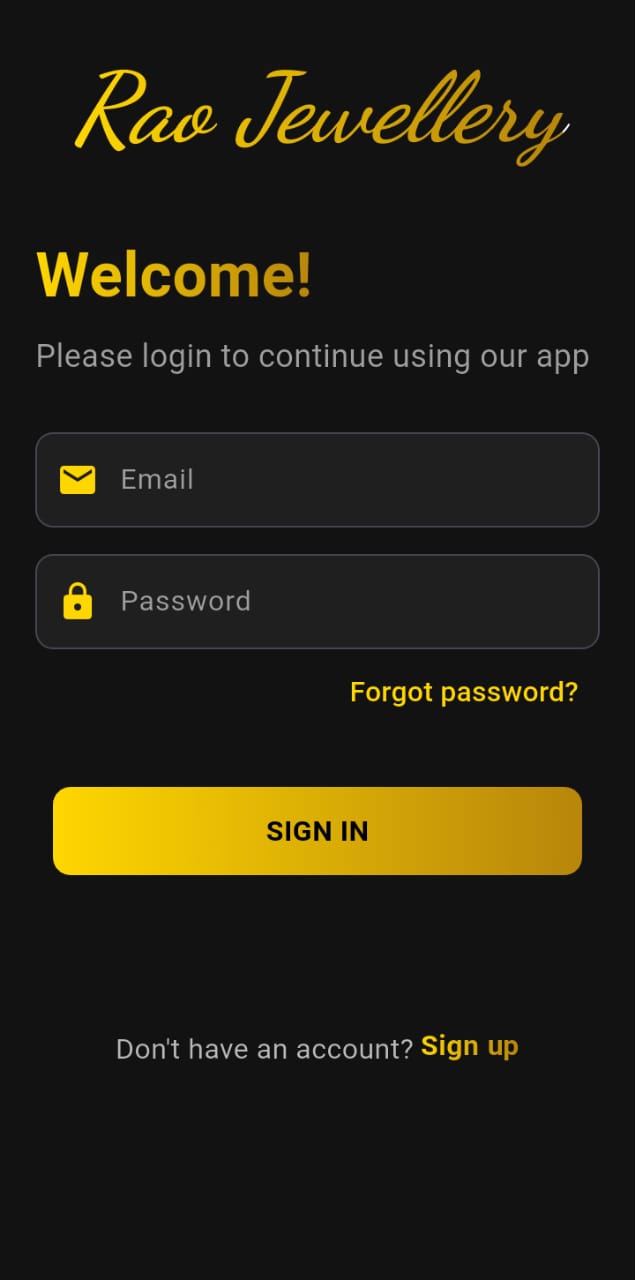 Rao Jewellery
Welcome!
Please login to continue using our app
Email
Password
Forgot password?
SIGN IN
Don't have an account? Sign up